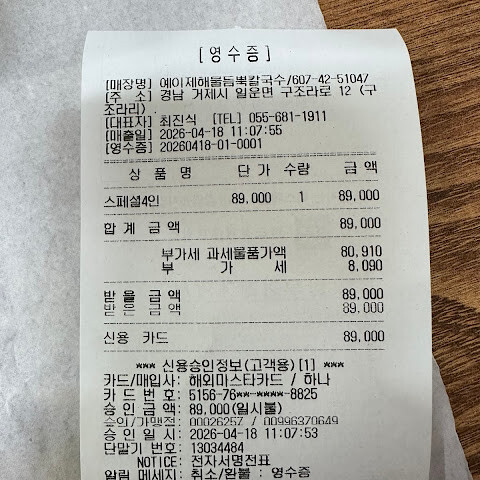 [영수증]
[매장명] 예이제해물듬뿍칼국수/607-42-51047
[주 소] 경남 거제시 일운면 구조라로 12 (구
조라리)
[대표자] 최진식 [TEL] 055-681-1911
[매출일] 2026-04-18 11:07:55
[영수증] 20260418-01-0001
상 품 명 단 가 수량 금 액
스페셜4인 89,000 1 89,000
합계 금액 89,000
부가세 과세물품가액 80,910
부 가 세 8,090
받을 금액 89,000
받은 금액 89,000
신용 카드 89,000
*** 신용승인정보(고객용)[1] ***
카드/매입사: 해외마스타카드 / 하나
카 드 번 호: 5156-76**-****-8825
승 인 금 액: 89,000(일시불)
승인/가맹점: 00026257 / 00996370649
승 인 일 시: 2026-04-18 11:07:53
단말기 번호: 13034484
NOTICE: 전자서명전표
알림 메세지: 취소/환불 : 영수증